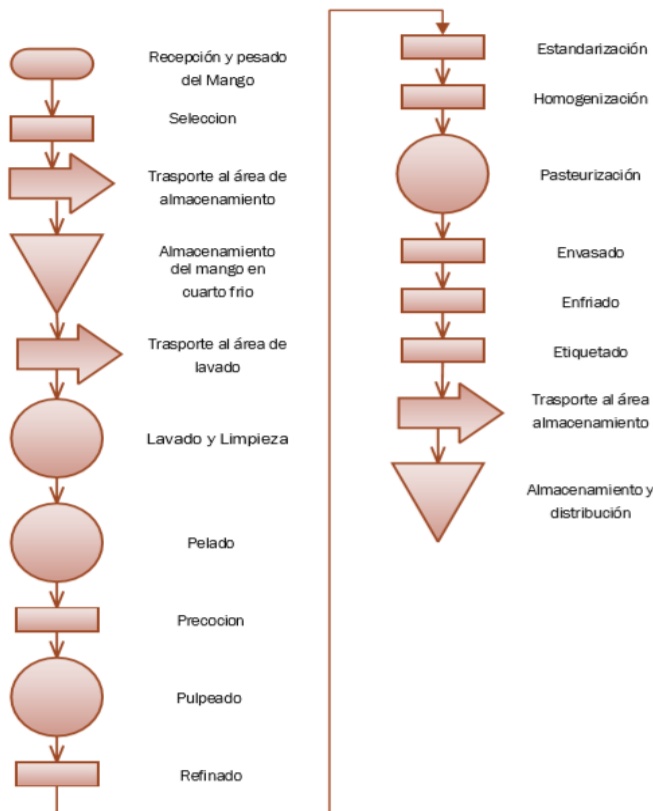 Recepción y pesado
del Mango
Seleccion
Trasporte al área de
almacenamiento
Almacenamiento
del mango en
cuarto frio
Trasporte al área de
lavado
Lavado y Limpieza
Pelado
Precocion
Pulpeado
Refinado
Estandarización
Homogenización
Pasteurización
Envasado
Enfriado
Etiquetado
Trasporte al área
almacenamiento
Almacenamiento y
distribución